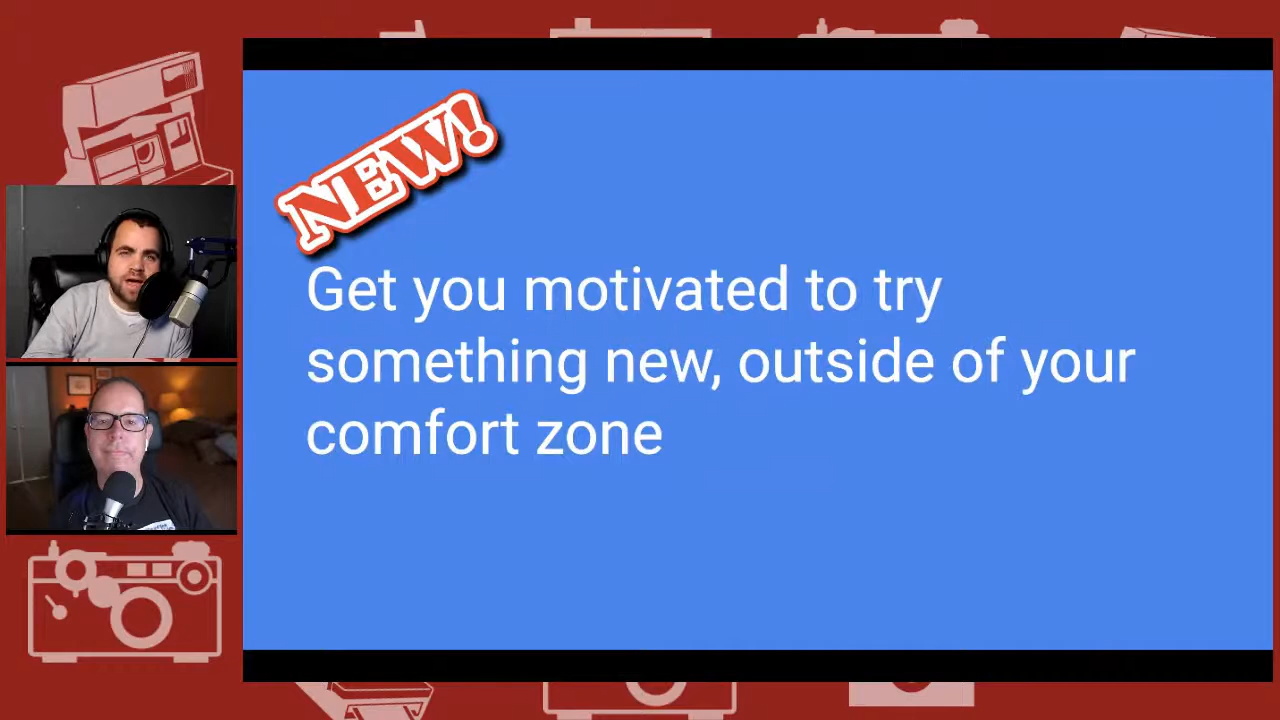 NEW!
Get you motivated to try
something new, outside of your
comfort zone